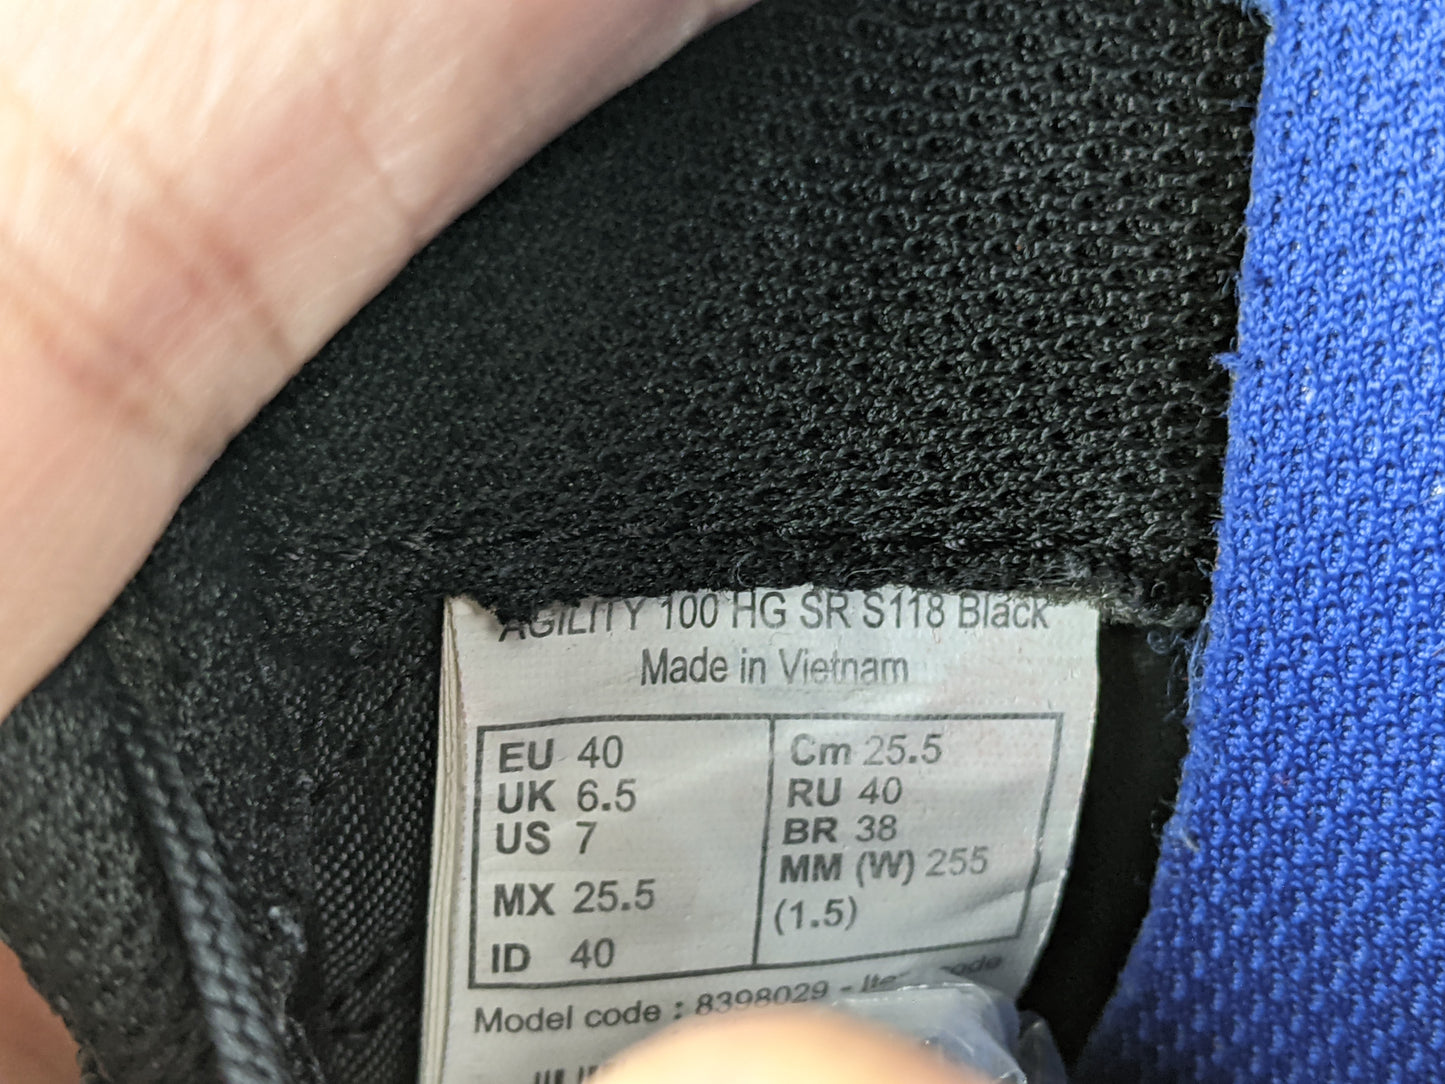 AGILITY 100 HG SR S118 Black
Made in Vietnam
EU 40
UK 6.5
US 7
MX 25.5
ID 40
Cm 25.5
RU 40
BR 38
MM (W) 255
(1.5)
Model code : 8398029 -